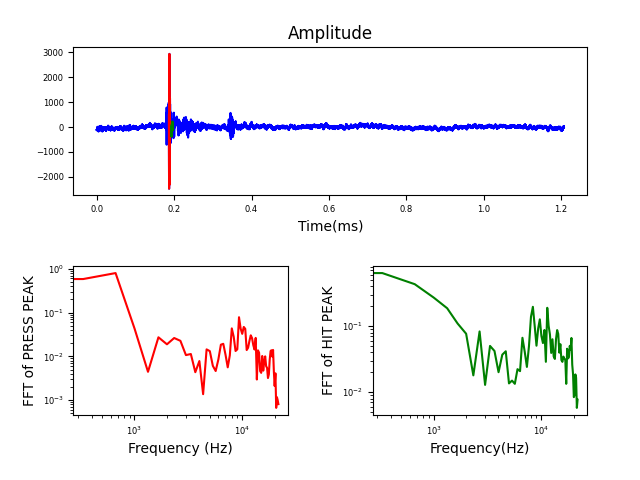 Amplitude
3000
2000
1000
0
−1000
−2000
0.0 0.2 0.4 0.6 0.8 1.0 1.2
Time(ms)
FFT of PRESS PEAK
10⁰
10⁻¹
10⁻²
10⁻³
10³ 10⁴
Frequency (Hz)
FFT of HIT PEAK
10⁻¹
10⁻²
10³ 10⁴
Frequency(Hz)